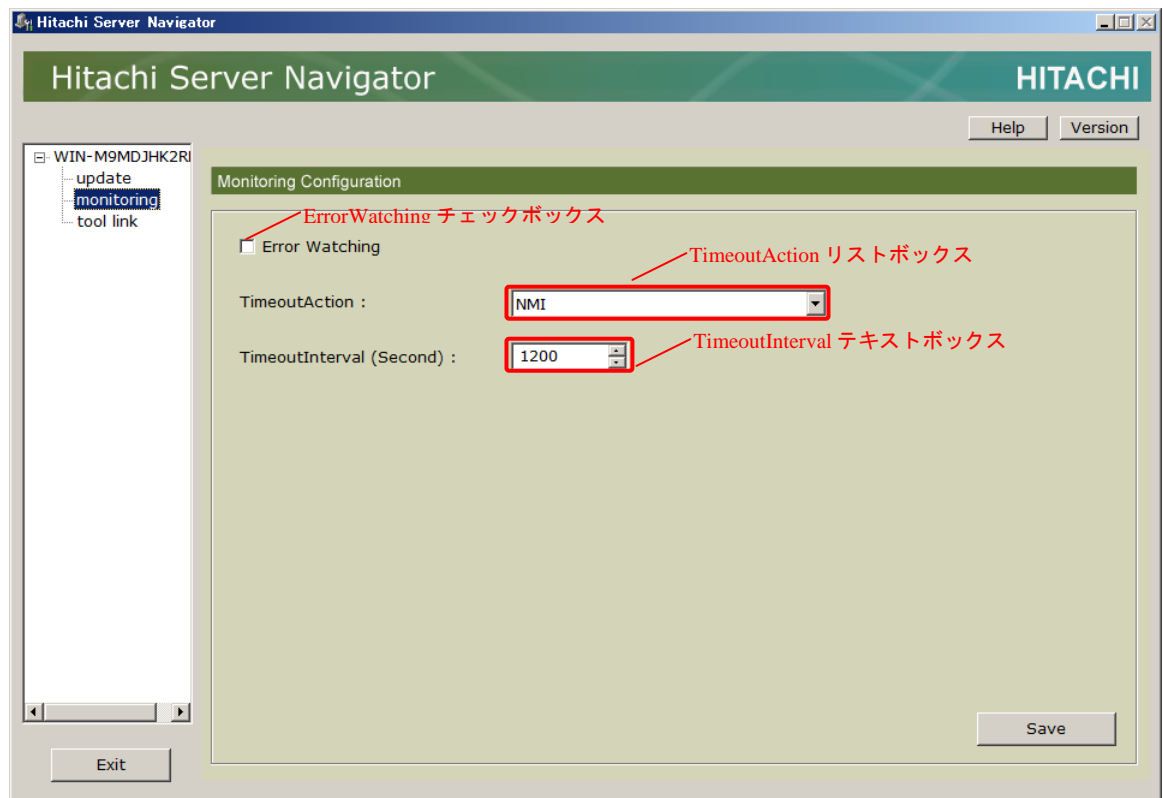 Hitachi Server Navigator
Hitachi Server Navigator
HITACHI
Help
Version
WIN-M9MDJHK2RI
update
monitoring
tool link
Monitoring Configuration
ErrorWatching チェックボックス
Error Watching
TimeoutAction リストボックス
TimeoutAction :
NMI
TimeoutInterval テキストボックス
TimeoutInterval (Second) :
1200
Save
Exit